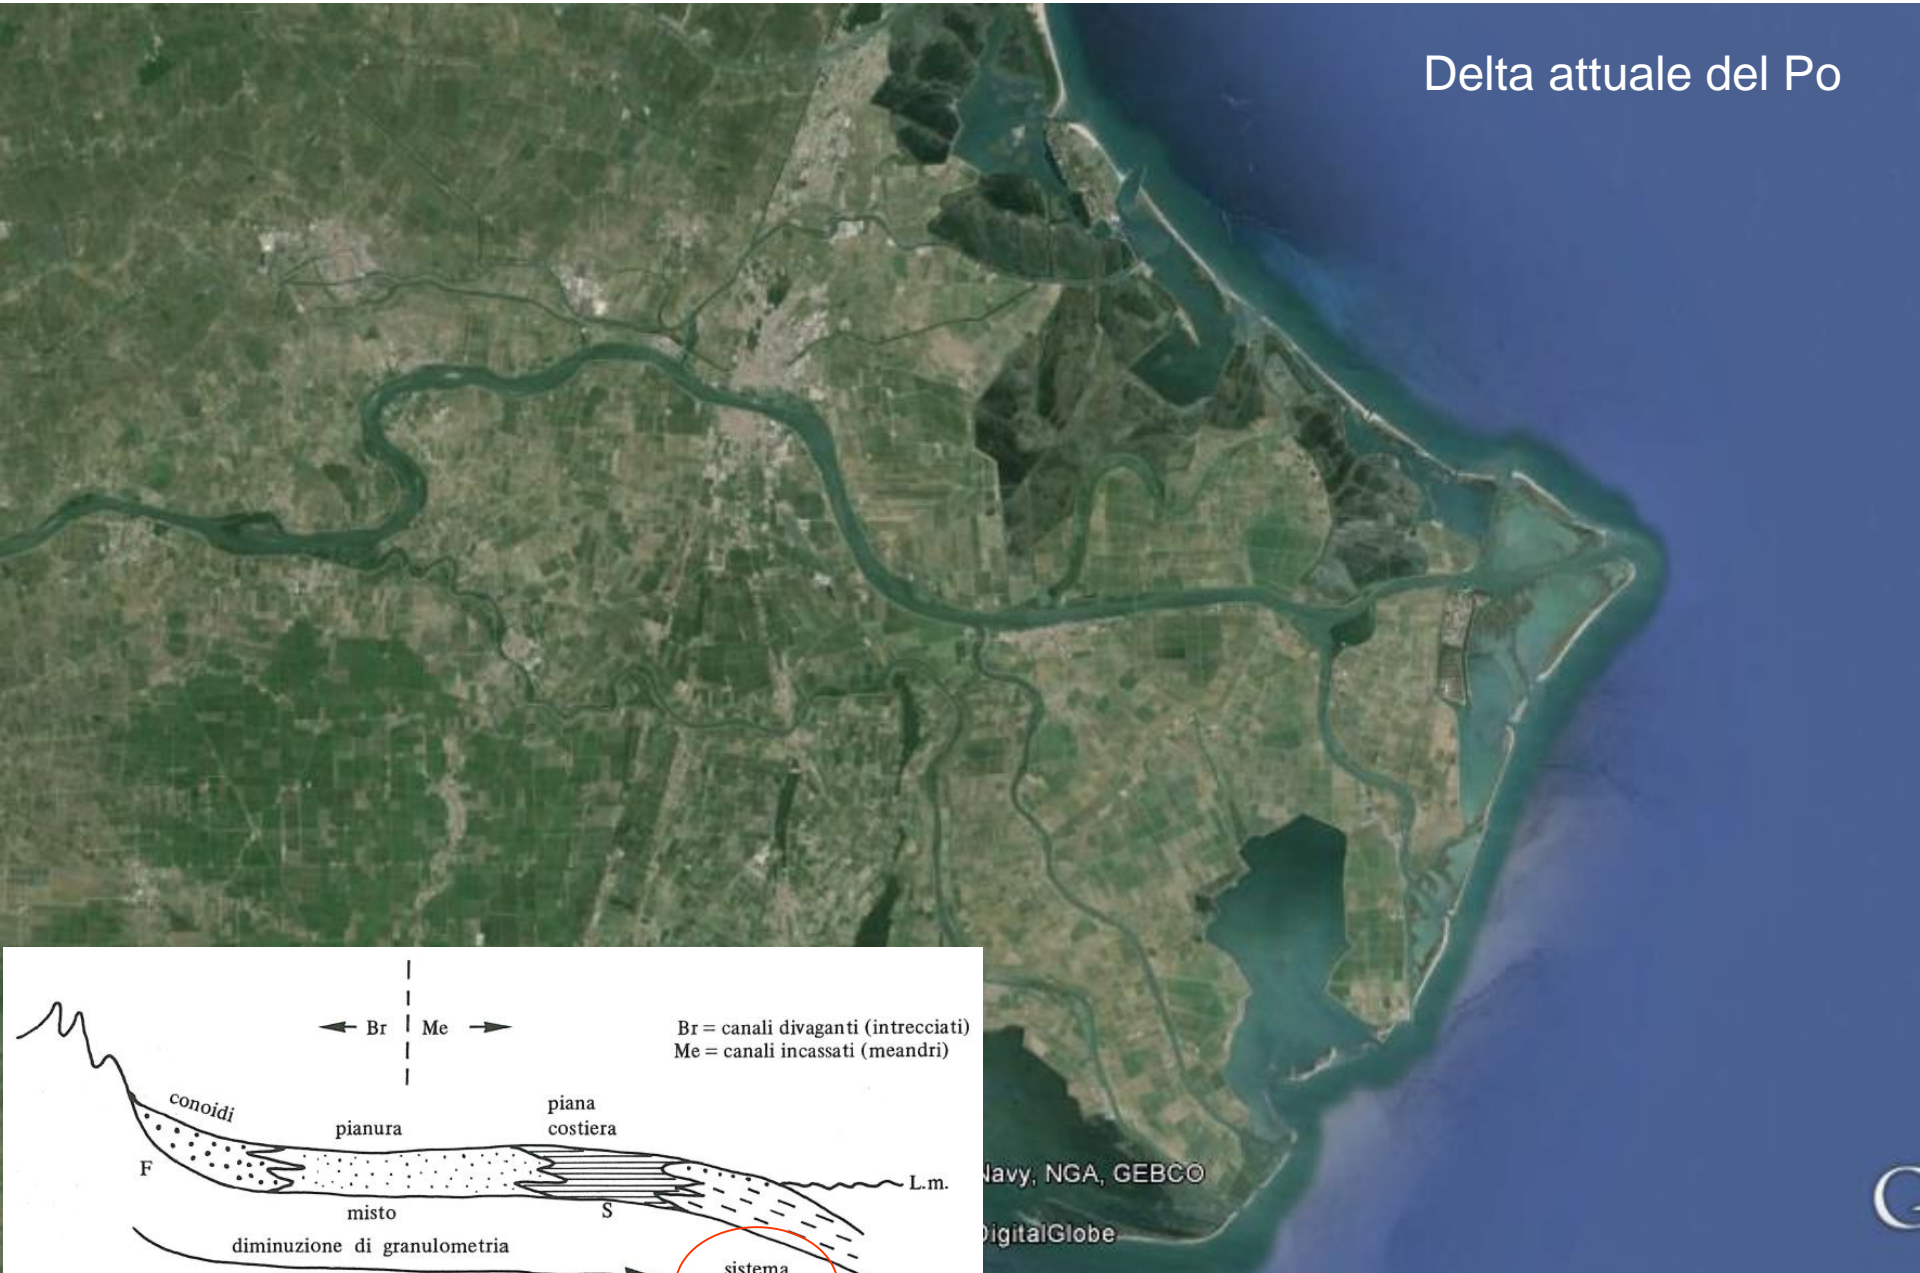 Delta attuale del Po
Br Me
Br = canali divaganti (intrecciati)
Me = canali incassati (meandri)
conoidi
piana
costiera
pianura
F
L.m.
misto
S
diminuzione di granulometria
sistema
Navy, NGA, GEBCO
DigitalGlobe
G